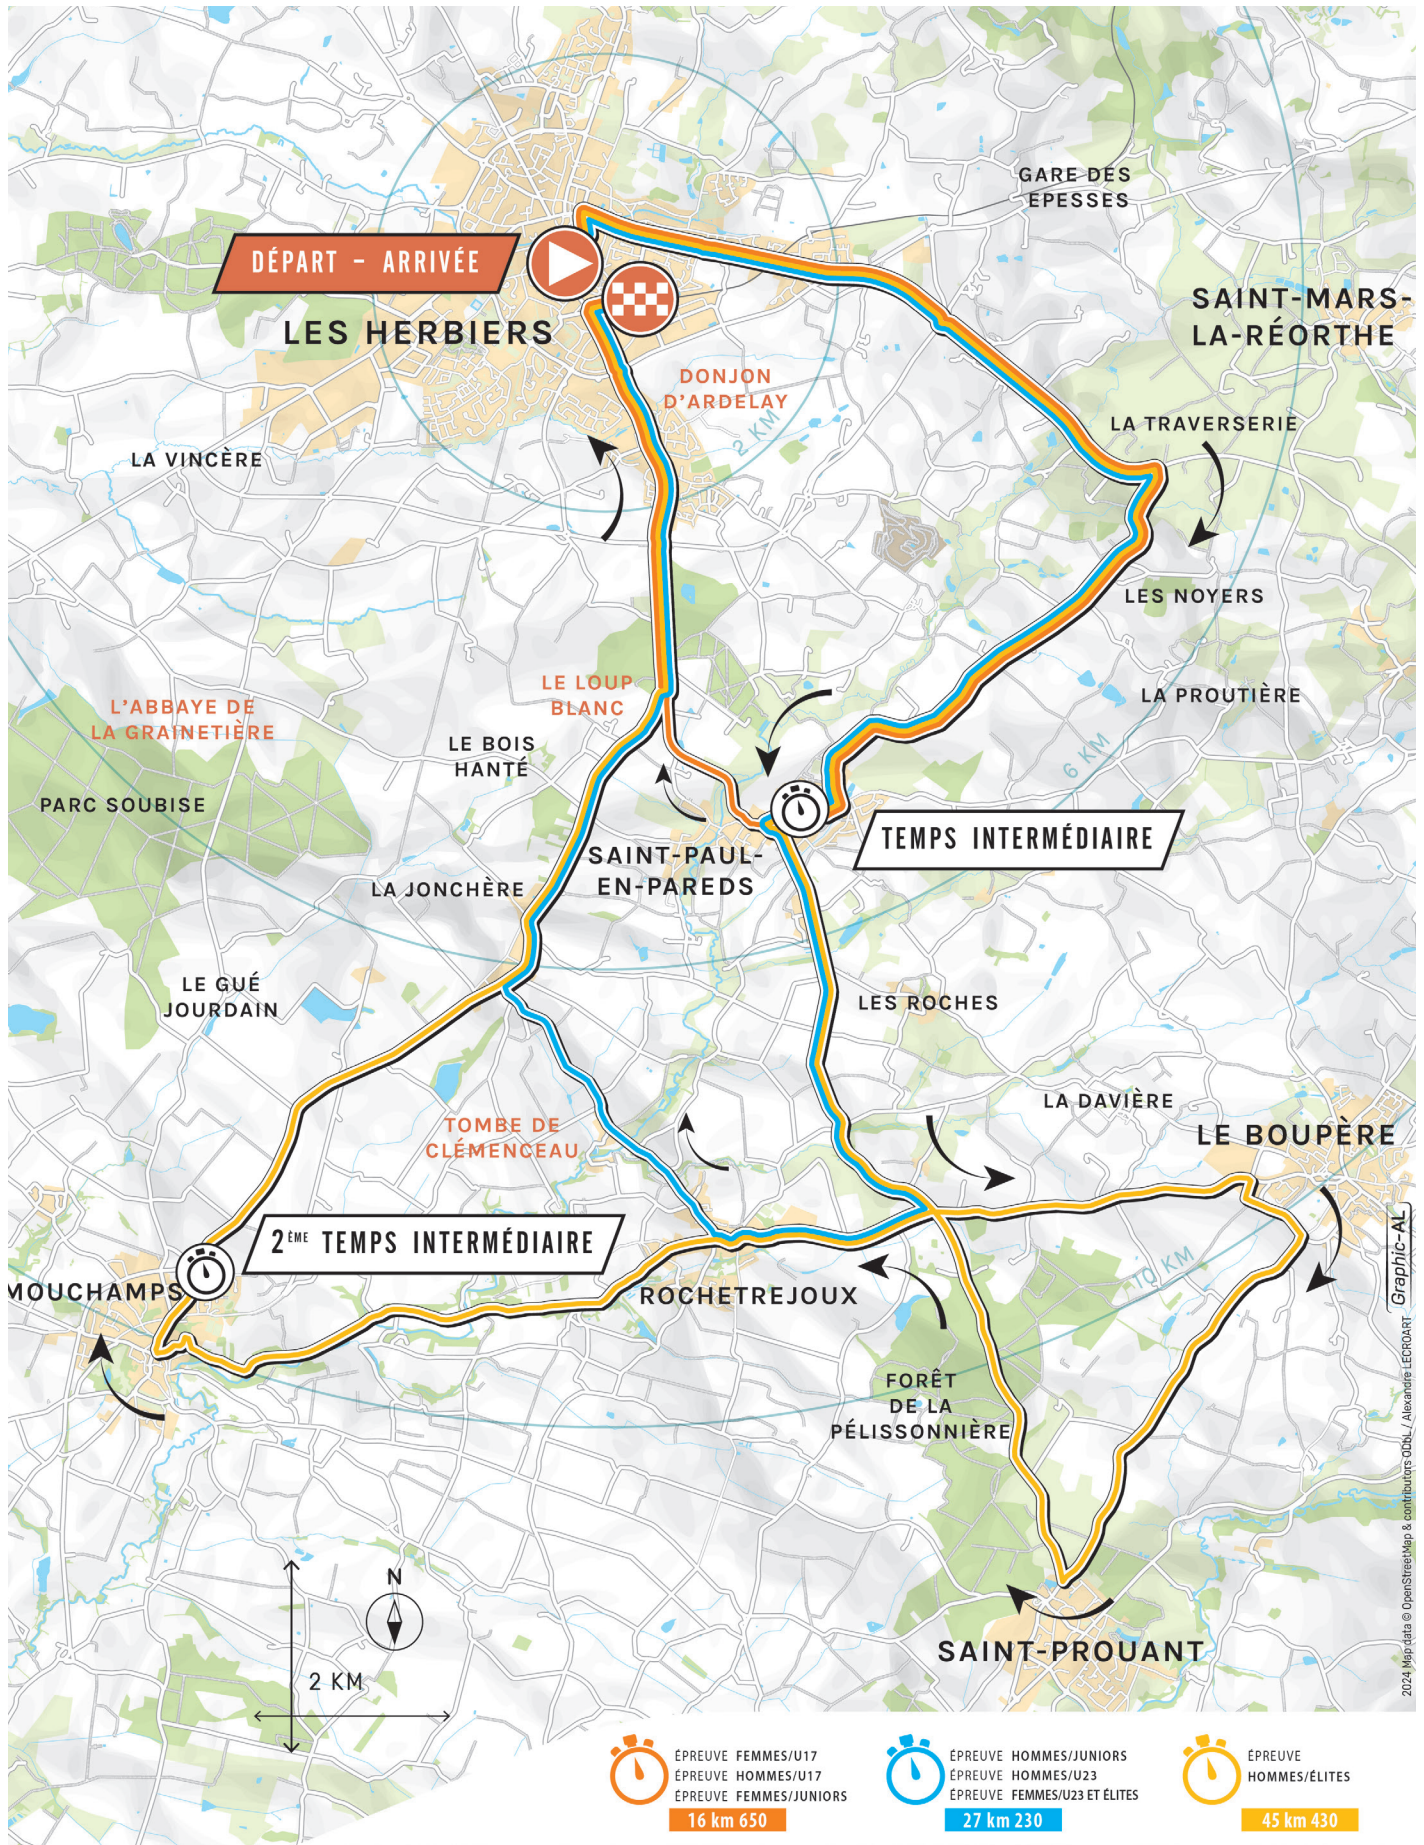 GARE DES
EPESSES
DÉPART - ARRIVÉE
SAINT-MARS-
LA-RÉORTHE
LES HERBIERS
DONJON
D'ARDELAY
2 KM
LA TRAVERSERIE
LA VINCÈRE
LES NOYERS
LE LOUP
BLANC
LA PROUTIÈRE
L'ABBAYE DE
LA GRAINETIÈRE
LE BOIS
HANTÉ
6 KM
PARC SOUBISE
TEMPS INTERMÉDIAIRE
SAINT-PAUL-
EN-PAREDS
LA JONCHÈRE
LE GUÉ
JOURDAIN
LES ROCHES
LA DAVIÈRE
TOMBE DE
CLÉMENCEAU
LE BOUPÈRE
2ÈME TEMPS INTERMÉDIAIRE
10 KM
Graphic-AL
MOUCHAMPS
ROCHETREJOUX
FORÊT
DE LA
PÉLISSONNIÈRE
2024 Map data © OpenStreetMap & contributors ODbL / Alexandre LECROART
N
SAINT-PROUANT
2 KM
ÉPREUVE FEMMES/U17
ÉPREUVE HOMMES/U17
ÉPREUVE FEMMES/JUNIORS
16 km 650
ÉPREUVE HOMMES/JUNIORS
ÉPREUVE HOMMES/U23
ÉPREUVE FEMMES/U23 ET ÉLITES
27 km 230
ÉPREUVE
HOMMES/ÉLITES
45 km 430